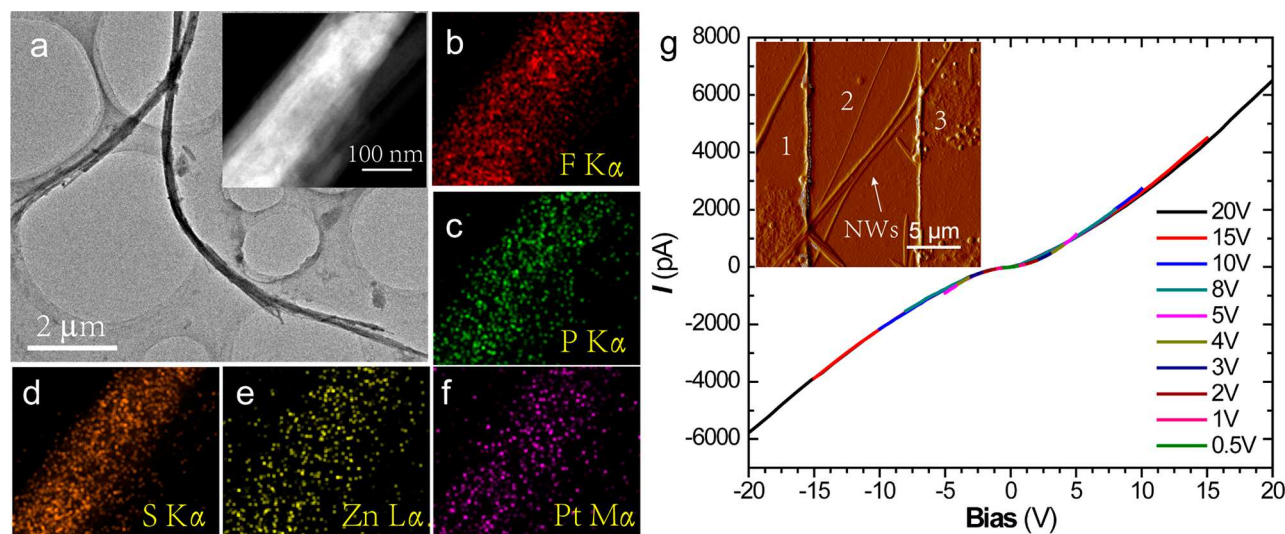 a
2 μm
100 nm
b
F Kα
c
P Kα
d
S Kα
e
Zn Lα
f
Pt Mα
g
I (pA)
8000
6000
4000
2000
0
-2000
-4000
-6000
-20 -15 -10 -5 0 5 10 15 20
Bias (V)
1
2
3
NWs
5 μm
20V
15V
10V
8V
5V
4V
3V
2V
1V
0.5V